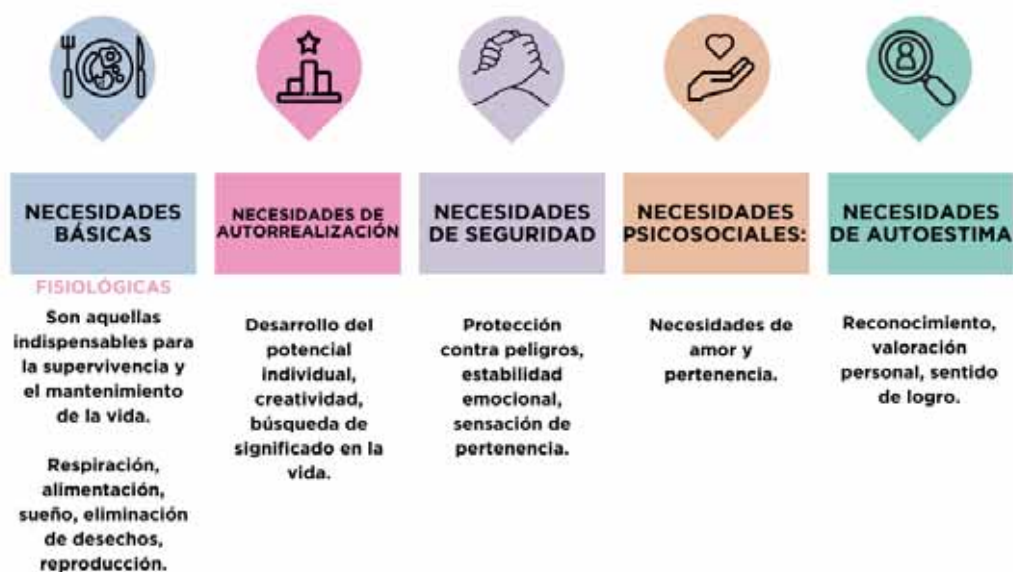 NECESIDADES
BÁSICAS
FISIOLÓGICAS
Son aquellas
indispensables para
la supervivencia y
el mantenimiento
de la vida.
Respiración,
alimentación,
sueño, eliminación
de desechos,
reproducción.
NECESIDADES DE
AUTORREALIZACIÓN
Desarrollo del
potencial
individual,
creatividad,
búsqueda de
significado en la
vida.
NECESIDADES
DE SEGURIDAD
Protección
contra peligros,
estabilidad
emocional,
sensación de
pertenencia.
NECESIDADES
PSICOSOCIALES:
Necesidades de
amor y
pertenencia.
NECESIDADES
DE AUTOESTIMA
Reconocimiento,
valoración
personal, sentido
de logro.